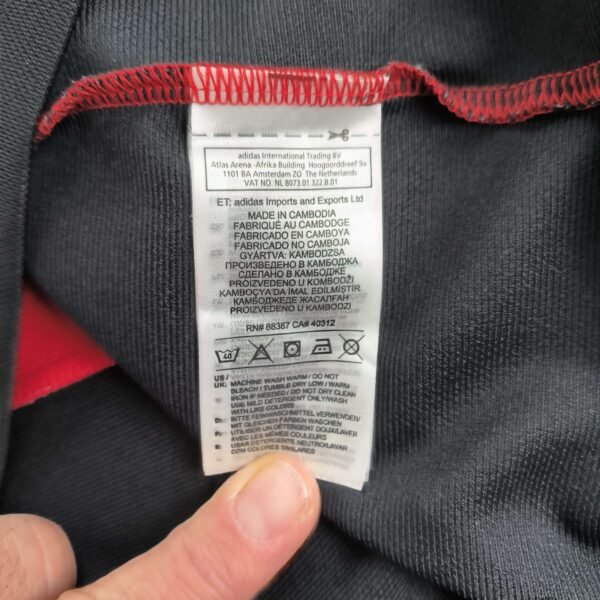 adidas International Trading BV
Atlas Arena -Afrika Building Hoogoorddreef 9a
1101 BA Amsterdam ZO The Netherlands
VAT NO. NL 8073.01.322.B.01
ET: adidas Imports and Exports Ltd
MADE IN CAMBODIA
FABRIQUÉ AU CAMBODGE
FABRICADO EN CAMBOYA
FABRICADO NO CAMBOJA
GYÁRTVA: KAMBODZSA
ПРОИЗВЕДЕНО В КАМБОДЖА
СДЕЛАНО В КАМБОДЖЕ
PROIZVEDENO U KOMBODŽI
KAMBOÇYA'DA İMAL EDİLMİŞTİR.
КАМБОДЖЕДЕ ЖАСАЛҒАН
PROIZVEDENO U KAMBODZI
RN# 88387 CA# 40312
40
US /
UK: MACHINE WASH WARM / DO NOT
BLEACH / TUMBLE DRY LOW / WARM
IRON IF NEEDED / DO NOT DRY CLEAN
USE MILD DETERGENT ONLY/WASH
WITH LIKE COLORS
BITTE FEINWASCHMITTEL VERWENDEN/
MIT GLEICHEN FARBEN WASCHEN
UTILISER UN DÉTERGENT DOUX/LAVER
AVEC LES MÊMES COULEURS
USAR DETERGENTE NEUTRO/LAVAR
CON COLORES SIMILARES